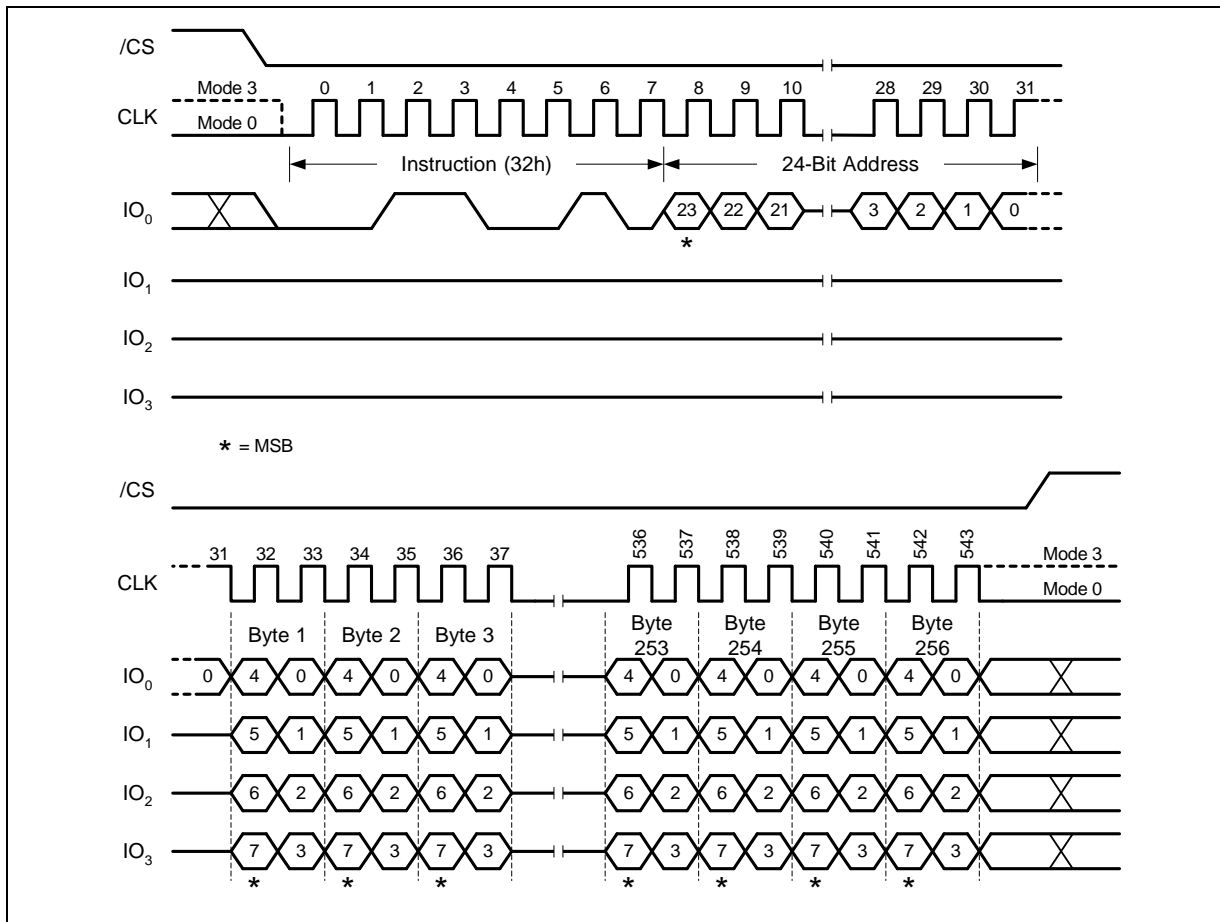 /CS
Mode 3 0 1 2 3 4 5 6 7 8 9 10 28 29 30 31
CLK
Mode 0
Instruction (32h) 24-Bit Address
IO0 23 22 21 3 2 1 0
*
IO1
IO2
IO3
* = MSB
/CS
31 32 33 34 35 36 37 536 537 538 539 540 541 542 543 Mode 3
CLK
Mode 0
Byte 1 Byte 2 Byte 3 Byte 253 Byte 254 Byte 255 Byte 256
IO0 0 4 0 4 0 4 0 4 0 4 0 4 0 4 0
IO1 5 1 5 1 5 1 5 1 5 1 5 1 5 1
IO2 6 2 6 2 6 2 6 2 6 2 6 2 6 2
IO3 7 3 7 3 7 3 7 3 7 3 7 3 7 3
* * * * * * *